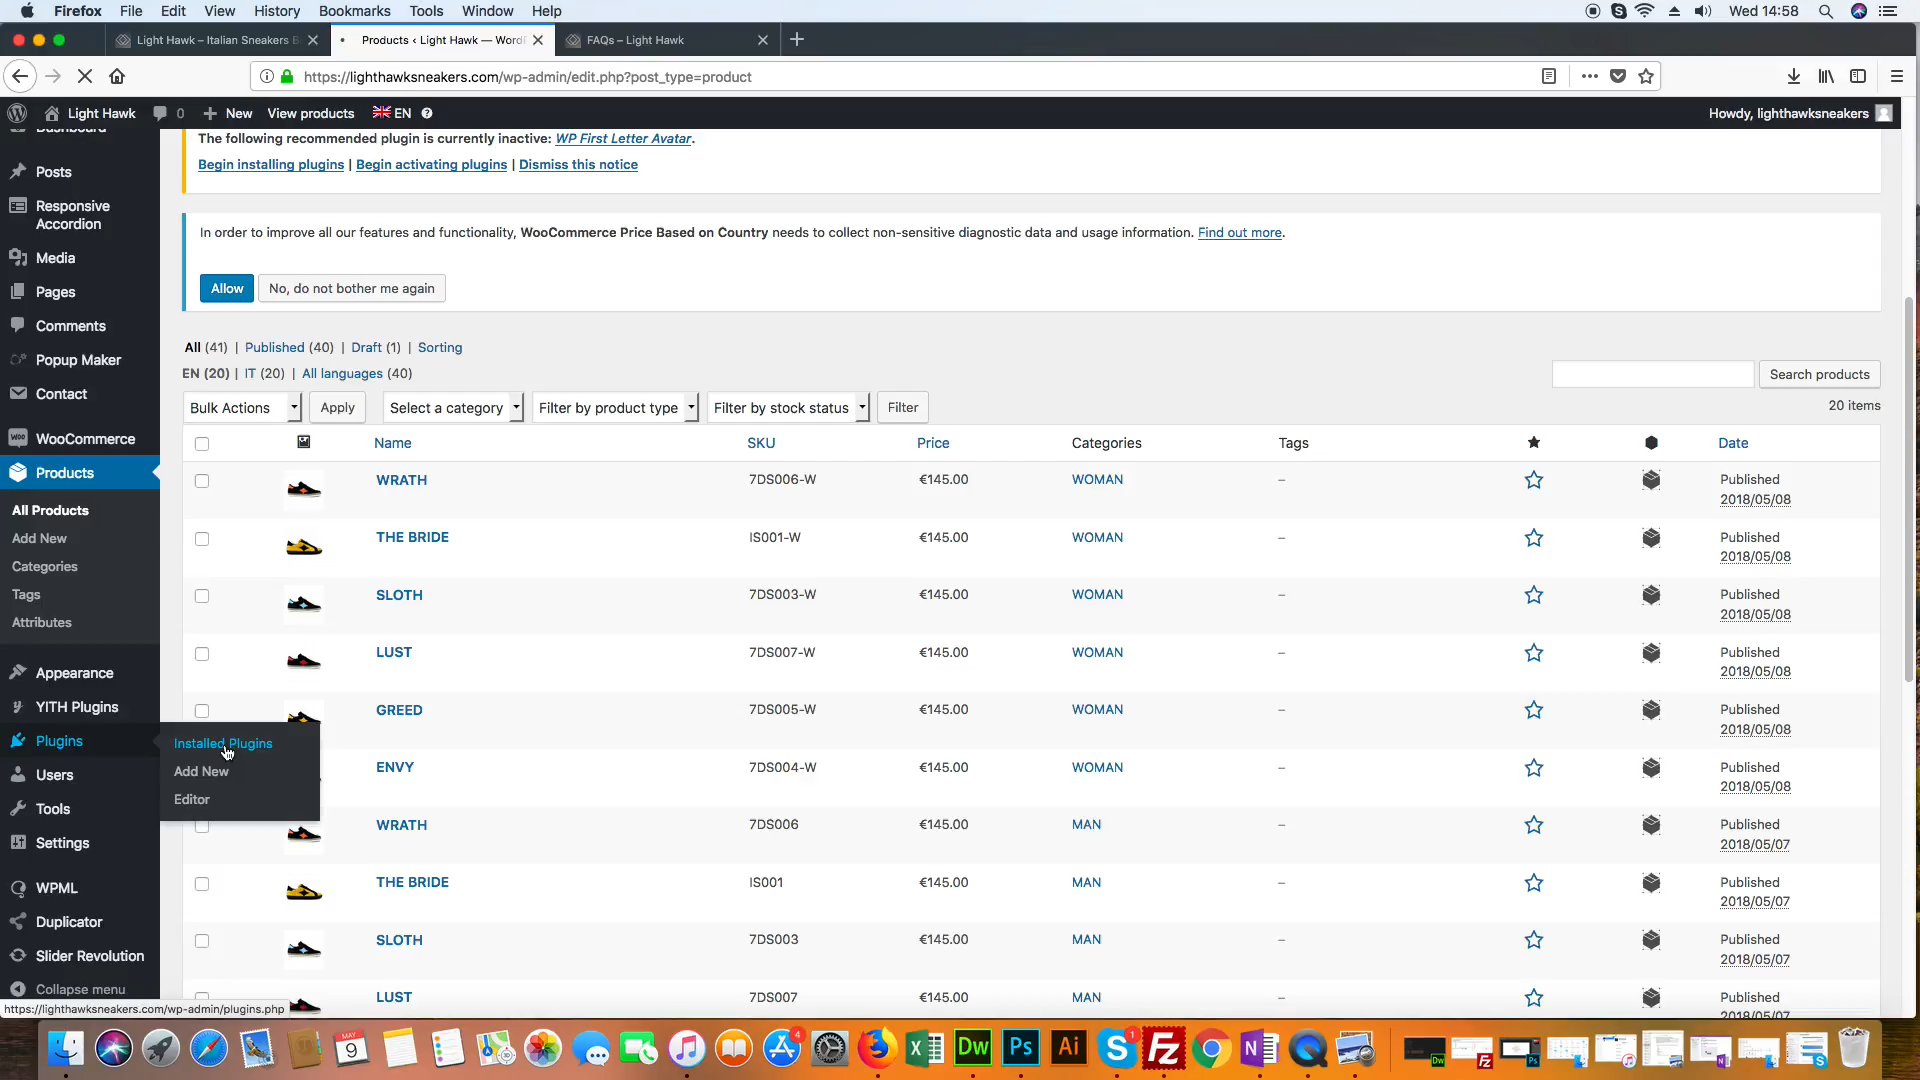 Firefox File Edit View History Bookmarks Tools Window Help Wed 14:58
Light Hawk – Italian Sneakers B Products ‹ Light Hawk — WordP FAQs – Light Hawk
https://lighthawksneakers.com/wp-admin/edit.php?post_type=product
Light Hawk 0 New View products EN Howdy, lighthawksneakers
Dashboard
Posts
Responsive
Accordion
Media
Pages
Comments
Popup Maker
Contact
WooCommerce
Products
All Products
Add New
Categories
Tags
Attributes
Appearance
YITH Plugins
Plugins
Users
Tools
Settings
WPML
Duplicator
Slider Revolution
Collapse menu
Installed Plugins
Add New
Editor
The following recommended plugin is currently inactive: WP First Letter Avatar.
Begin installing plugins | Begin activating plugins | Dismiss this notice
In order to improve all our features and functionality, WooCommerce Price Based on Country needs to collect non-sensitive diagnostic data and usage information. Find out more.
Allow No, do not bother me again
All (41) | Published (40) | Draft (1) | Sorting
EN (20) | IT (20) | All languages (40)
Search products
Bulk Actions Apply Select a category Filter by product type Filter by stock status Filter
20 items
Name SKU Price Categories Tags Date
WRATH 7DS006-W €145.00 WOMAN – Published
2018/05/08
THE BRIDE IS001-W €145.00 WOMAN – Published
2018/05/08
SLOTH 7DS003-W €145.00 WOMAN – Published
2018/05/08
LUST 7DS007-W €145.00 WOMAN – Published
2018/05/08
GREED 7DS005-W €145.00 WOMAN – Published
2018/05/08
ENVY 7DS004-W €145.00 WOMAN – Published
2018/05/08
WRATH 7DS006 €145.00 MAN – Published
2018/05/07
THE BRIDE IS001 €145.00 MAN – Published
2018/05/07
SLOTH 7DS003 €145.00 MAN – Published
2018/05/07
LUST 7DS007 €145.00 MAN – Published
2018/05/07
https://lighthawksneakers.com/wp-admin/plugins.php
MAY
9
4
Dw Ps Ai
1
Fz
N